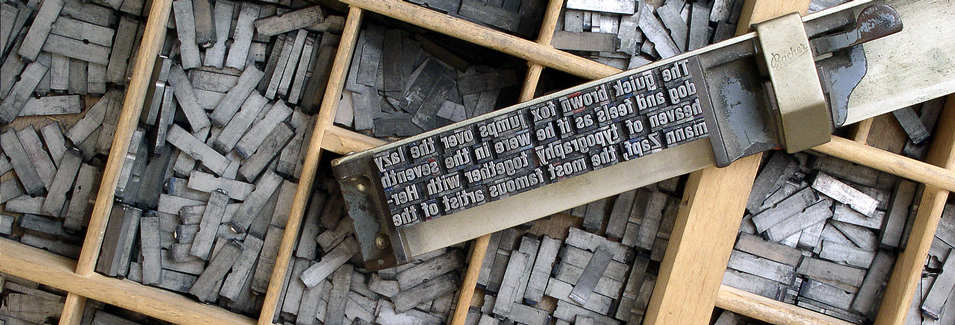 The quick brown fox jumps over the lazy
dog and feels as if he were in the seventh
heaven of typography together with Her-
mann Zapf, the most famous artist of the